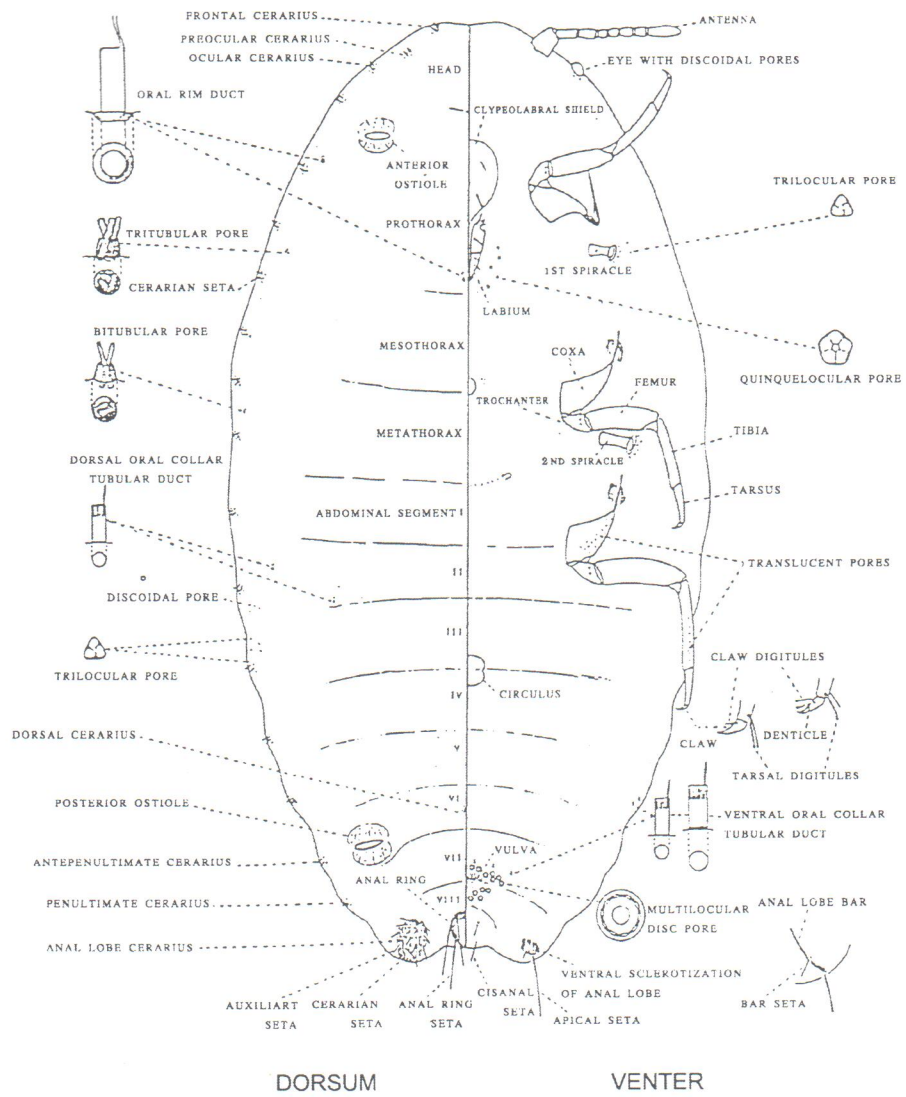 FRONTAL CERARIUS
PREOCULAR CERARIUS
OCULAR CERARIUS
HEAD
ANTENNA
EYE WITH DISCOIDAL PORES
ORAL RIM DUCT
CLYPEOLABRAL SHIELD
ANTERIOR
OSTIOLE
TRILOCULAR PORE
PROTHORAX
TRITUBULAR PORE
1ST SPIRACLE
CERARIAN SETA
LABIUM
BITUBULAR PORE
MESOTHORAX
COXA
QUINQUELOCULAR PORE
FEMUR
TROCHANTER
METATHORAX
TIBIA
DORSAL ORAL COLLAR
TUBULAR DUCT
2ND SPIRACLE
TARSUS
ABDOMINAL SEGMENT I
TRANSLUCENT PORES
II
DISCOIDAL PORE
III
CLAW DIGITULES
TRILOCULAR PORE
CIRCULUS
IV
DORSAL CERARIUS
CLAW
DENTICLE
V
TARSAL DIGITULES
VI
POSTERIOR OSTIOLE
VENTRAL ORAL COLLAR
TUBULAR DUCT
VULVA
VII
ANTEPENULTIMATE CERARIUS
ANAL RING
VIII
PENULTIMATE CERARIUS
MULTILOCULAR
DISC PORE
ANAL LOBE BAR
ANAL LOBE CERARIUS
VENTRAL SCLEROTIZATION
OF ANAL LOBE
BAR SETA
AUXILIART
SETA
CERARIAN
SETA
ANAL RING
SETA
CISANAL
SETA
APICAL SETA
DORSUM
VENTER